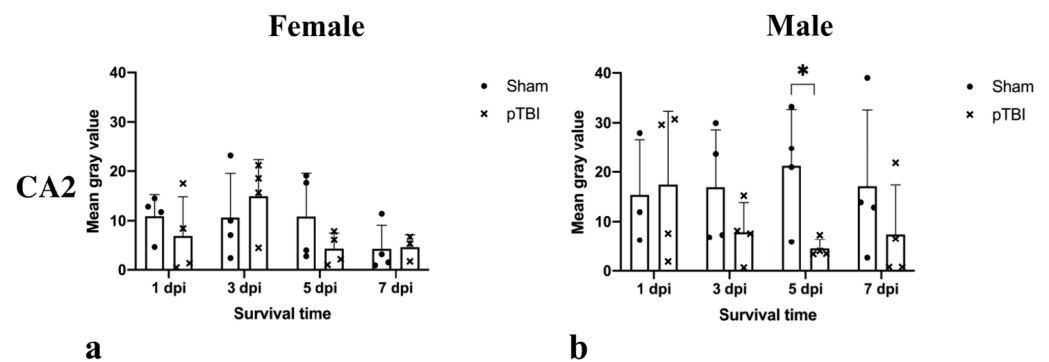 Female
Male
40
30
20
10
0
Mean gray value
Sham
pTBI
1 dpi
3 dpi
5 dpi
7 dpi
Survival time
CA2
a
40
30
20
10
0
Mean gray value
*
Sham
pTBI
1 dpi
3 dpi
5 dpi
7 dpi
Survival time
b